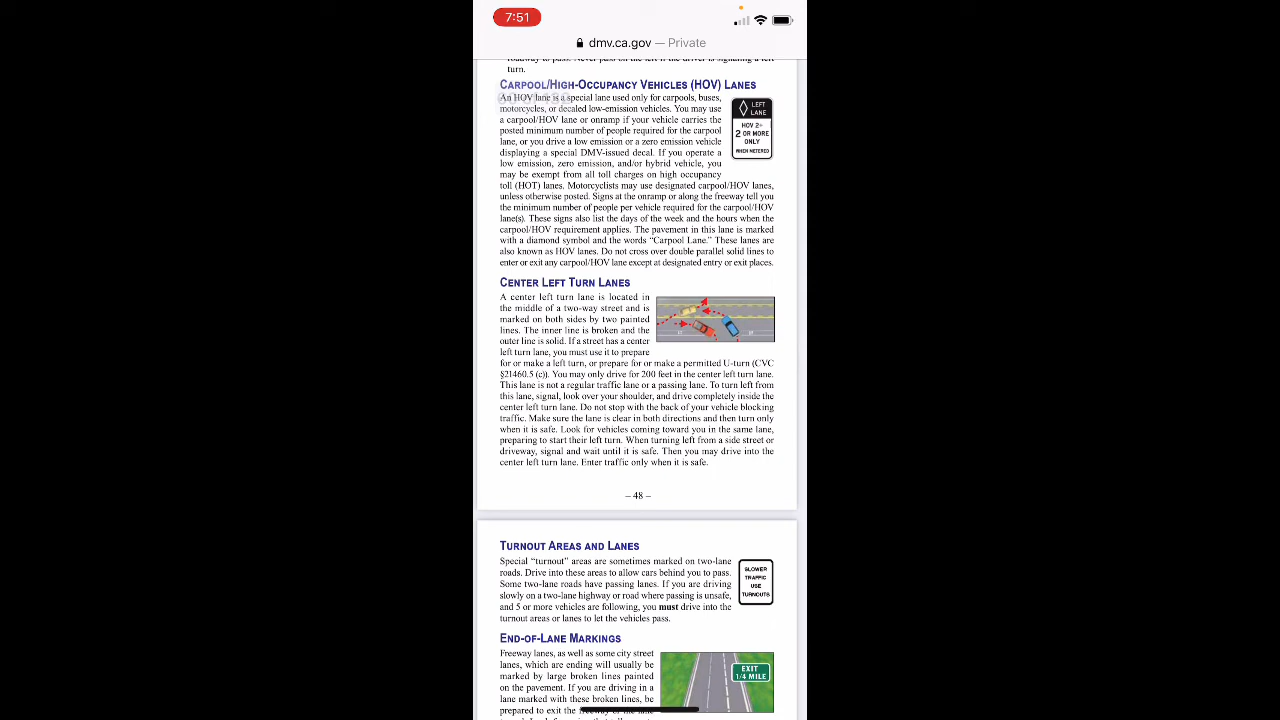 7:51
dmv.ca.gov — Private
roadway to pass. Never pass on the left if the driver is signaling a left
turn.
CARPOOL/HIGH-OCCUPANCY VEHICLES (HOV) LANES
An HOV lane is a special lane used only for carpools, buses,
motorcycles, or decaled low-emission vehicles. You may use
a carpool/HOV lane or onramp if your vehicle carries the
posted minimum number of people required for the carpool
lane, or you drive a low emission or a zero emission vehicle
displaying a special DMV-issued decal. If you operate a
low emission, zero emission, and/or hybrid vehicle, you
may be exempt from all toll charges on high occupancy
toll (HOT) lanes. Motorcyclists may use designated carpool/HOV lanes,
unless otherwise posted. Signs at the onramp or along the freeway tell you
the minimum number of people per vehicle required for the carpool/HOV
lane(s). These signs also list the days of the week and the hours when the
carpool/HOV requirement applies. The pavement in this lane is marked
with a diamond symbol and the words “Carpool Lane.” These lanes are
also known as HOV lanes. Do not cross over double parallel solid lines to
enter or exit any carpool/HOV lane except at designated entry or exit places.
LEFT
LANE
HOV 2+
2 OR MORE
ONLY
WHEN METERED
CENTER LEFT TURN LANES
A center left turn lane is located in
the middle of a two-way street and is
marked on both sides by two painted
lines. The inner line is broken and the
outer line is solid. If a street has a center
left turn lane, you must use it to prepare
for or make a left turn, or prepare for or make a permitted U-turn (CVC
§21460.5 (c)). You may only drive for 200 feet in the center left turn lane.
This lane is not a regular traffic lane or a passing lane. To turn left from
this lane, signal, look over your shoulder, and drive completely inside the
center left turn lane. Do not stop with the back of your vehicle blocking
traffic. Make sure the lane is clear in both directions and then turn only
when it is safe. Look for vehicles coming toward you in the same lane,
preparing to start their left turn. When turning left from a side street or
driveway, signal and wait until it is safe. Then you may drive into the
center left turn lane. Enter traffic only when it is safe.
– 48 –
TURNOUT AREAS AND LANES
Special “turnout” areas are sometimes marked on two-lane
roads. Drive into these areas to allow cars behind you to pass.
Some two-lane roads have passing lanes. If you are driving
slowly on a two-lane highway or road where passing is unsafe,
and 5 or more vehicles are following, you must drive into the
turnout areas or lanes to let the vehicles pass.
SLOWER
TRAFFIC
USE
TURNOUTS
END-OF-LANE MARKINGS
Freeway lanes, as well as some city street
lanes, which are ending will usually be
marked by large broken lines painted
on the pavement. If you are driving in a
lane marked with these broken lines, be
prepared to exit the freeway or the lane
EXIT
1/4 MILE